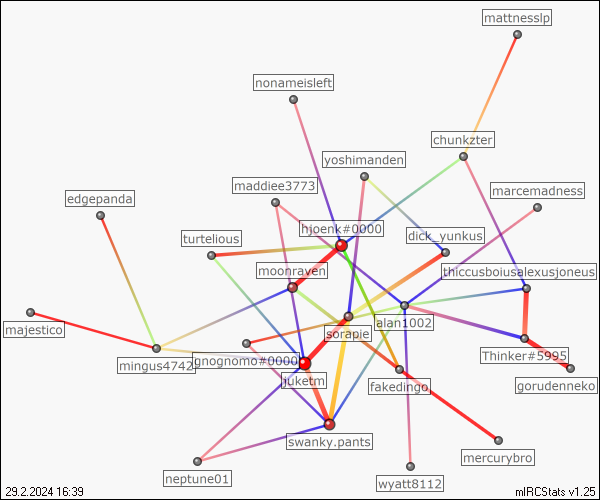 mattnesslp
nonameisleft
chunkzter
yoshimanden
maddiee3773
marcemadness
edgepanda
hjoenk#0000
turtelious
dick_yunkus
moonraven
thiccusboiusalexusjoneus
majestico
alan1002
sorapie
mingus4742
gnognomo#0000
Thinker#5995
juketm
fakedingo
gorudenneko
swanky.pants
mercurybro
neptune01
wyatt8112
29.2.2024 16:39
mIRCStats v1.25